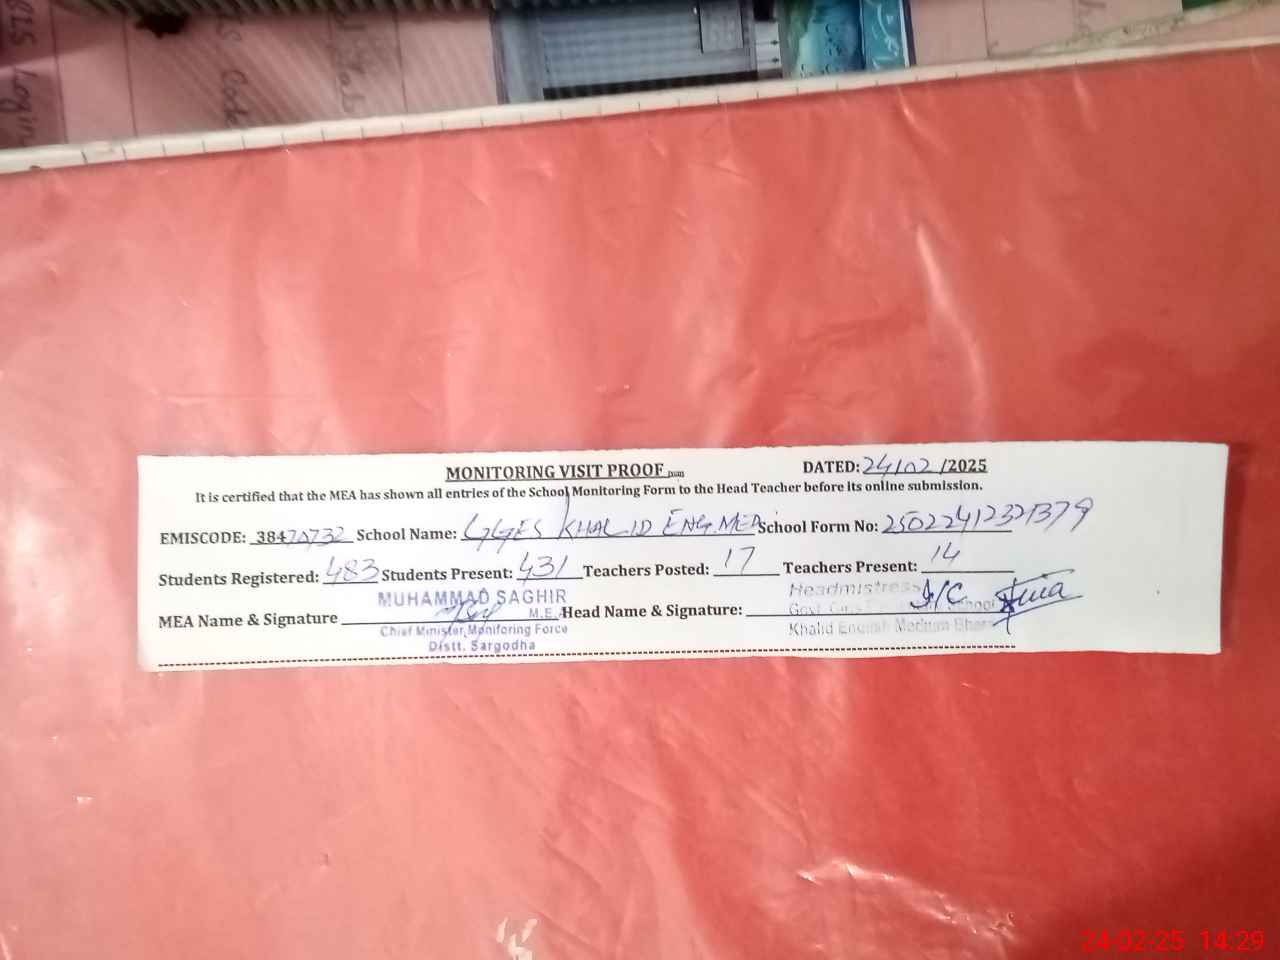 MONITORING VISIT PROOF
DATED: 24/02/2025
It is certified that the MEA has shown all entries of the School Monitoring Form to the Head Teacher before its online submission.
EMISCODE: 38470732 School Name: GGES KHALID ENG.MED School Form No: 25022412321379
Students Registered: 483 Students Present: 431 Teachers Posted: 17 Teachers Present: 14
MUHAMMAD SAGHIR
M.E.A
Chief Minister Monitoring Force
Distt. Sargodha
MEA Name & Signature
Head Name & Signature:
Headmistress I/C
Govt. Girls School
Khalid English Medium
24-02-25 14:29